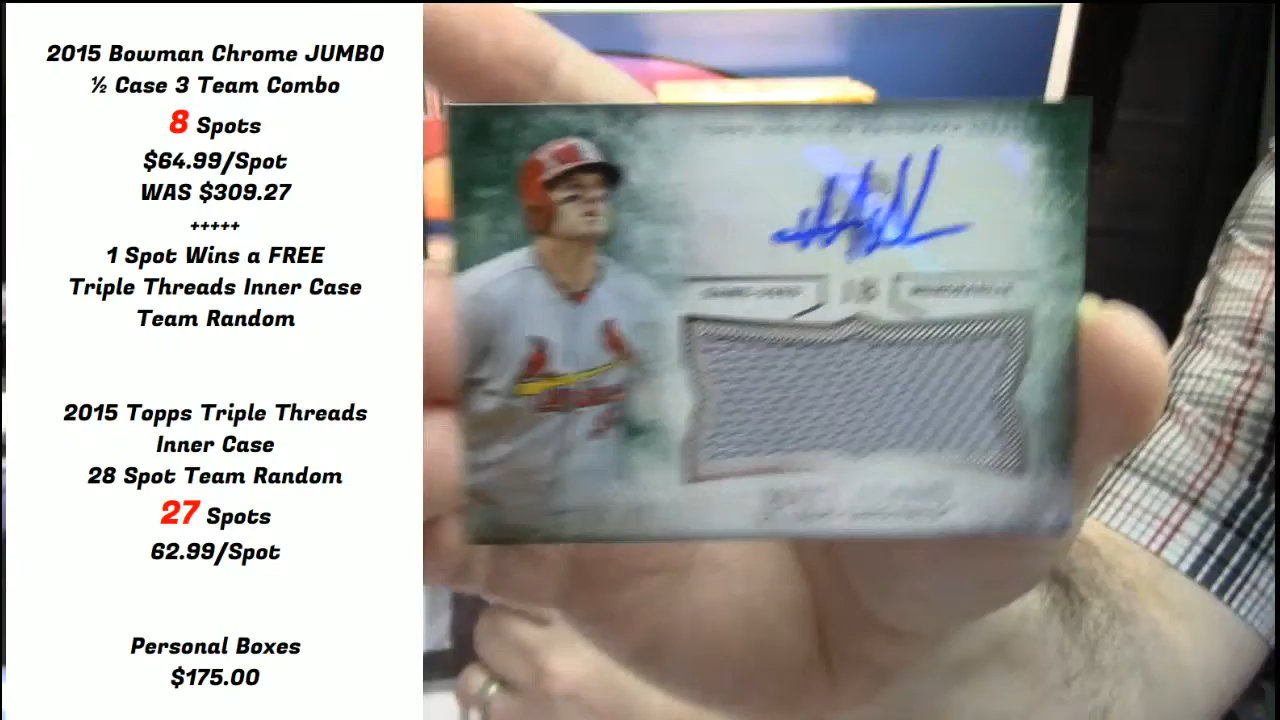 2015 Bowman Chrome JUMBO
½ Case 3 Team Combo
8 Spots
$64.99/Spot
WAS $309.27
+++++
1 Spot Wins a FREE
Triple Threads Inner Case
Team Random
2015 Topps Triple Threads
Inner Case
28 Spot Team Random
27 Spots
62.99/Spot
Personal Boxes
$175.00